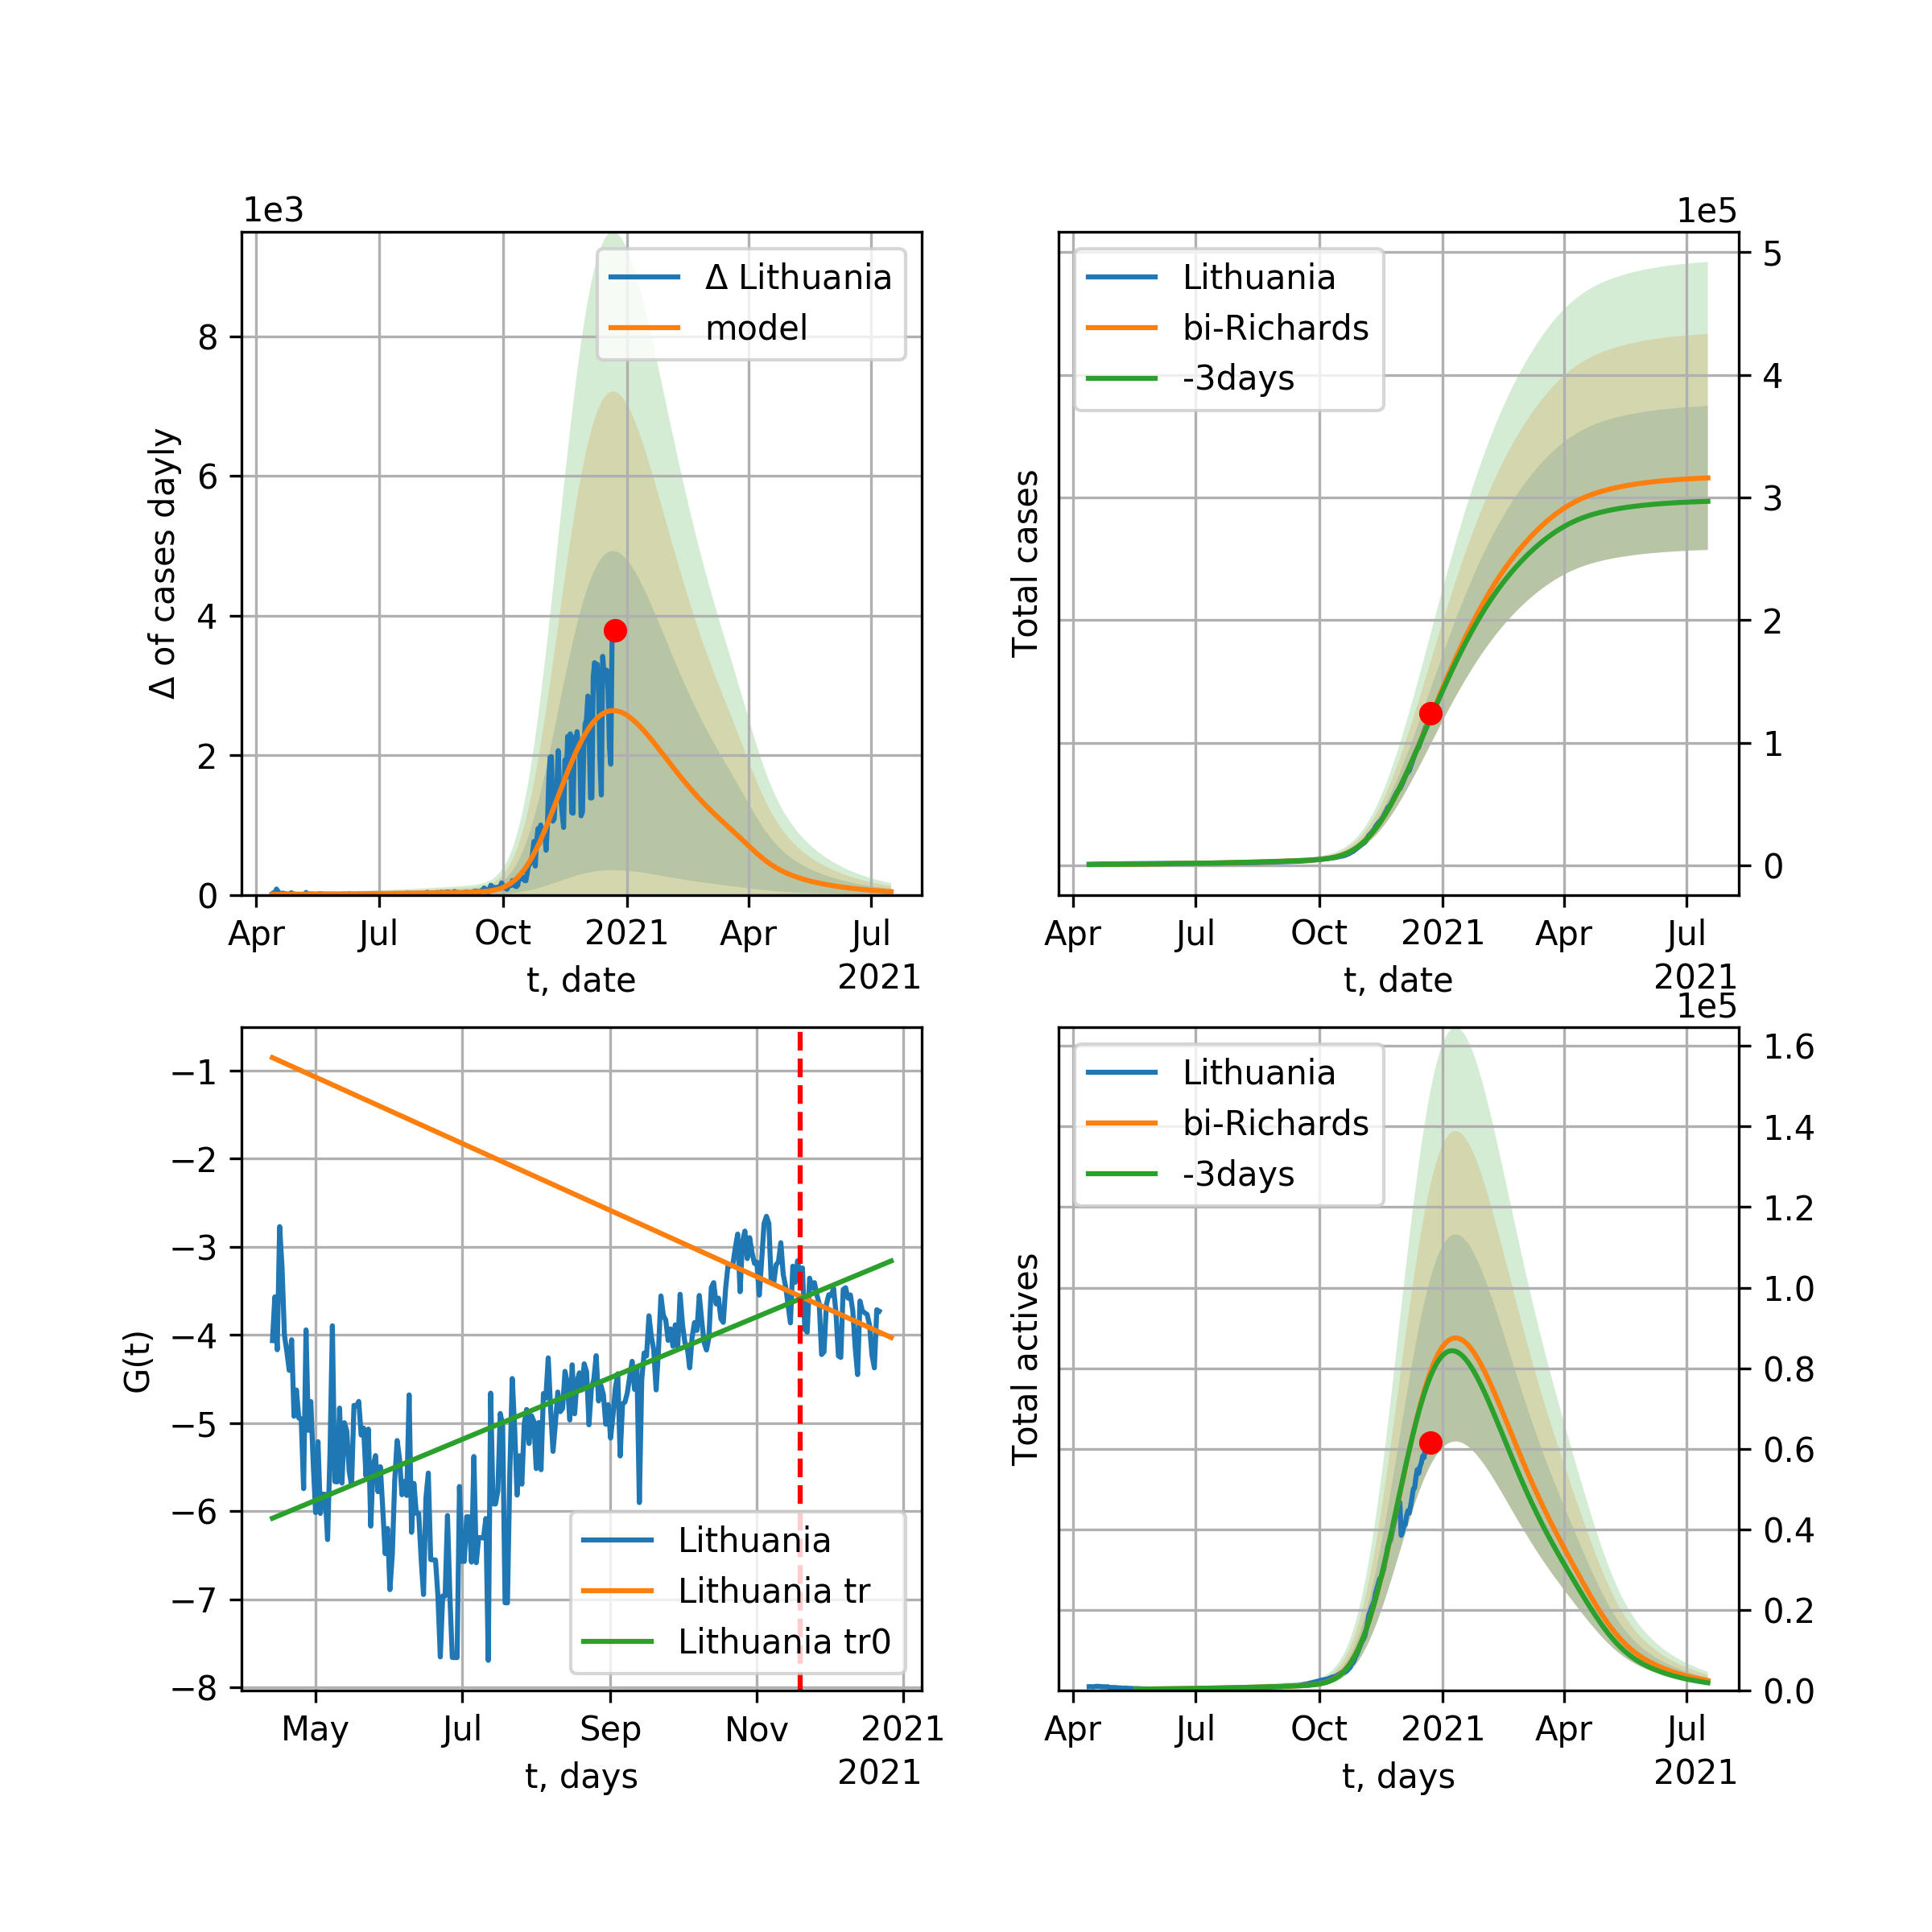 1e3
Δ Lithuania
model
8
6
4
2
0
Δ of cases dayly
Apr
Jul
Oct
2021
Apr
Jul
2021
t, date
1e5
Lithuania
bi-Richards
-3days
5
4
3
2
1
0
Total cases
Apr
Jul
Oct
2021
Apr
Jul
2021
t, date
−1
−2
−3
−4
−5
−6
−7
−8
G(t)
Lithuania
Lithuania tr
Lithuania tr0
May
Jul
Sep
Nov
2021
2021
t, days
1e5
Lithuania
bi-Richards
-3days
1.6
1.4
1.2
1.0
0.8
0.6
0.4
0.2
0.0
Total actives
Apr
Jul
Oct
2021
Apr
Jul
2021
t, days